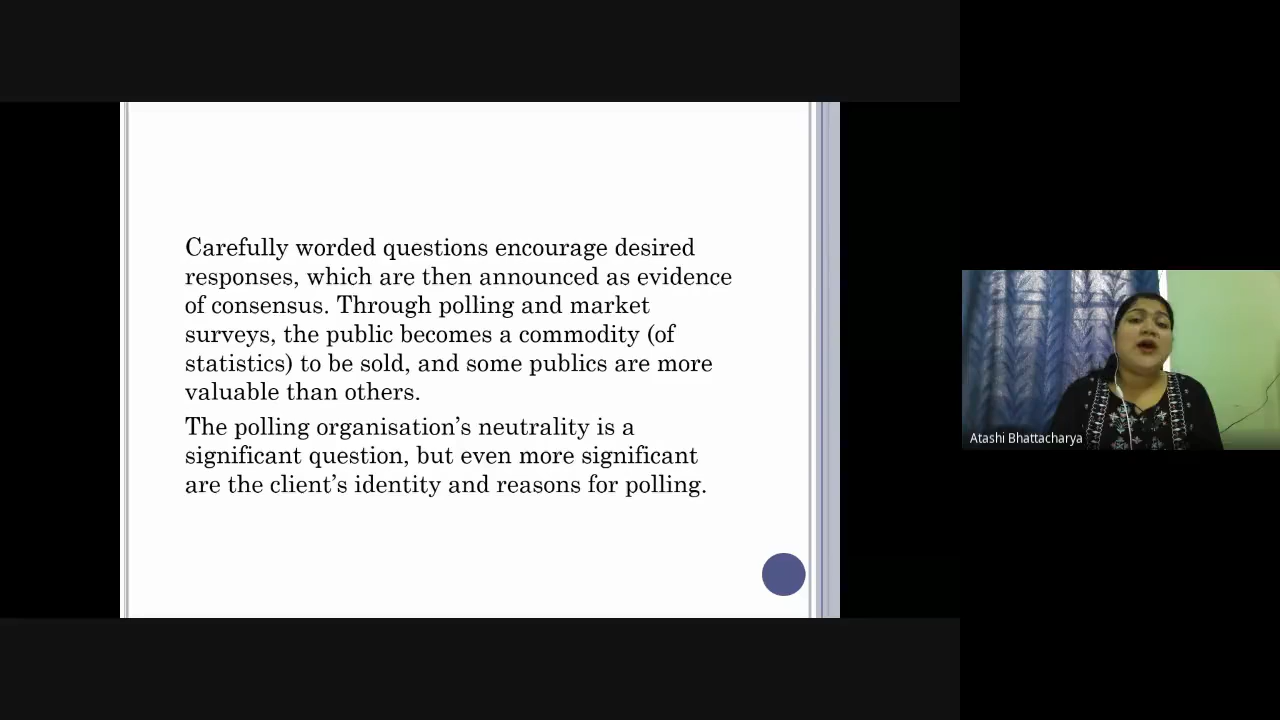 Carefully worded questions encourage desired
responses, which are then announced as evidence
of consensus. Through polling and market
surveys, the public becomes a commodity (of
statistics) to be sold, and some publics are more
valuable than others.
The polling organisation's neutrality is a
significant question, but even more significant
are the client's identity and reasons for polling.
Atashi Bhattacharya